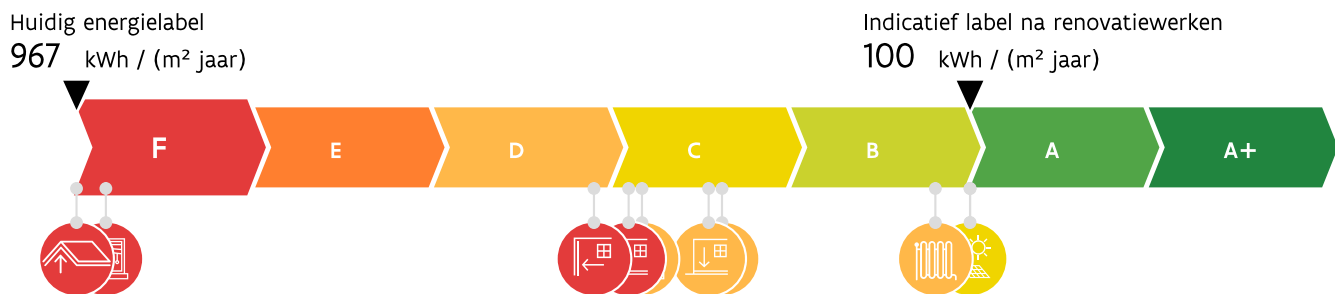 Huidig energielabel
967 kWh / (m² jaar)
Indicatief label na renovatiewerken
100 kWh / (m² jaar)
F E D C B A A+